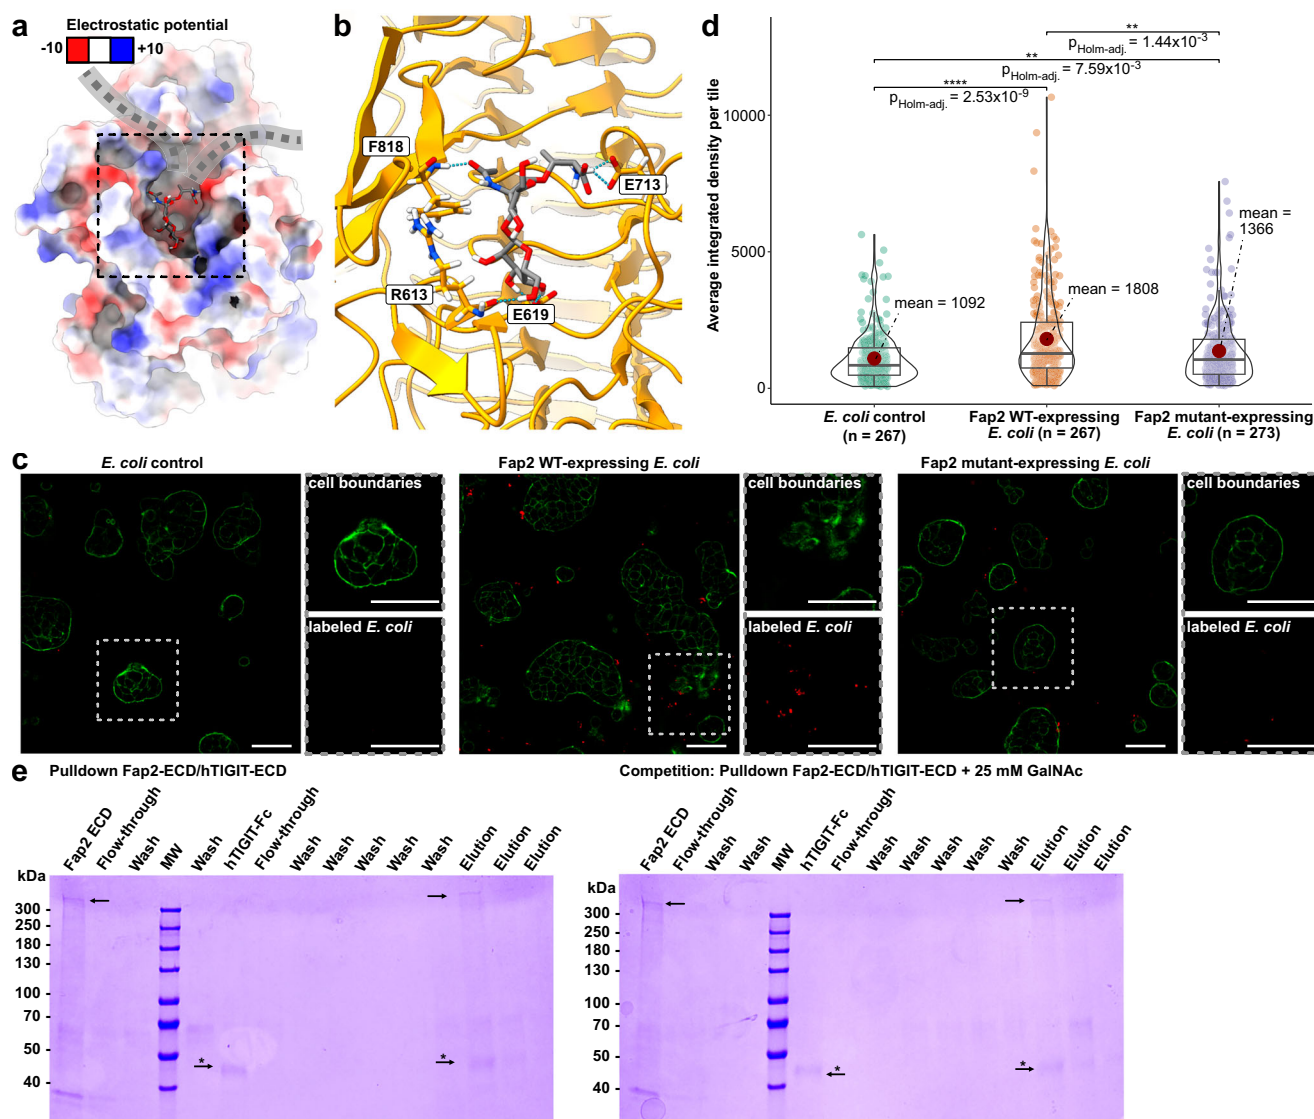 a
Electrostatic potential
-10
+10
b
F818
E713
R613
E619
d
Average integrated density per tile
10000
5000
0
**
pHolm-adj. = 1.44x10-3
**
pHolm-adj. = 7.59x10-3
****
pHolm-adj. = 2.53x10-9
mean = 1092
mean = 1808
mean =
1366
E. coli control
(n = 267)
Fap2 WT-expressing
E. coli (n = 267)
Fap2 mutant-expressing
E. coli (n = 273)
c
E. coli control
cell boundaries
labeled E. coli
Fap2 WT-expressing E. coli
cell boundaries
labeled E. coli
Fap2 mutant-expressing E. coli
cell boundaries
labeled E. coli
e
Pulldown Fap2-ECD/hTIGIT-ECD
Fap2 ECD
Flow-through
Wash
MW
Wash
hTIGIT-Fc
Flow-through
Wash
Wash
Wash
Wash
Wash
Elution
Elution
Elution
kDa
300
250
180
130
100
70
50
40
*
*
Competition: Pulldown Fap2-ECD/hTIGIT-ECD + 25 mM GalNAc
Fap2 ECD
Flow-through
Wash
Wash
MW
hTIGIT-Fc
Flow-through
Wash
Wash
Wash
Wash
Wash
Elution
Elution
Elution
kDa
300
250
180
130
100
70
50
40
*
*